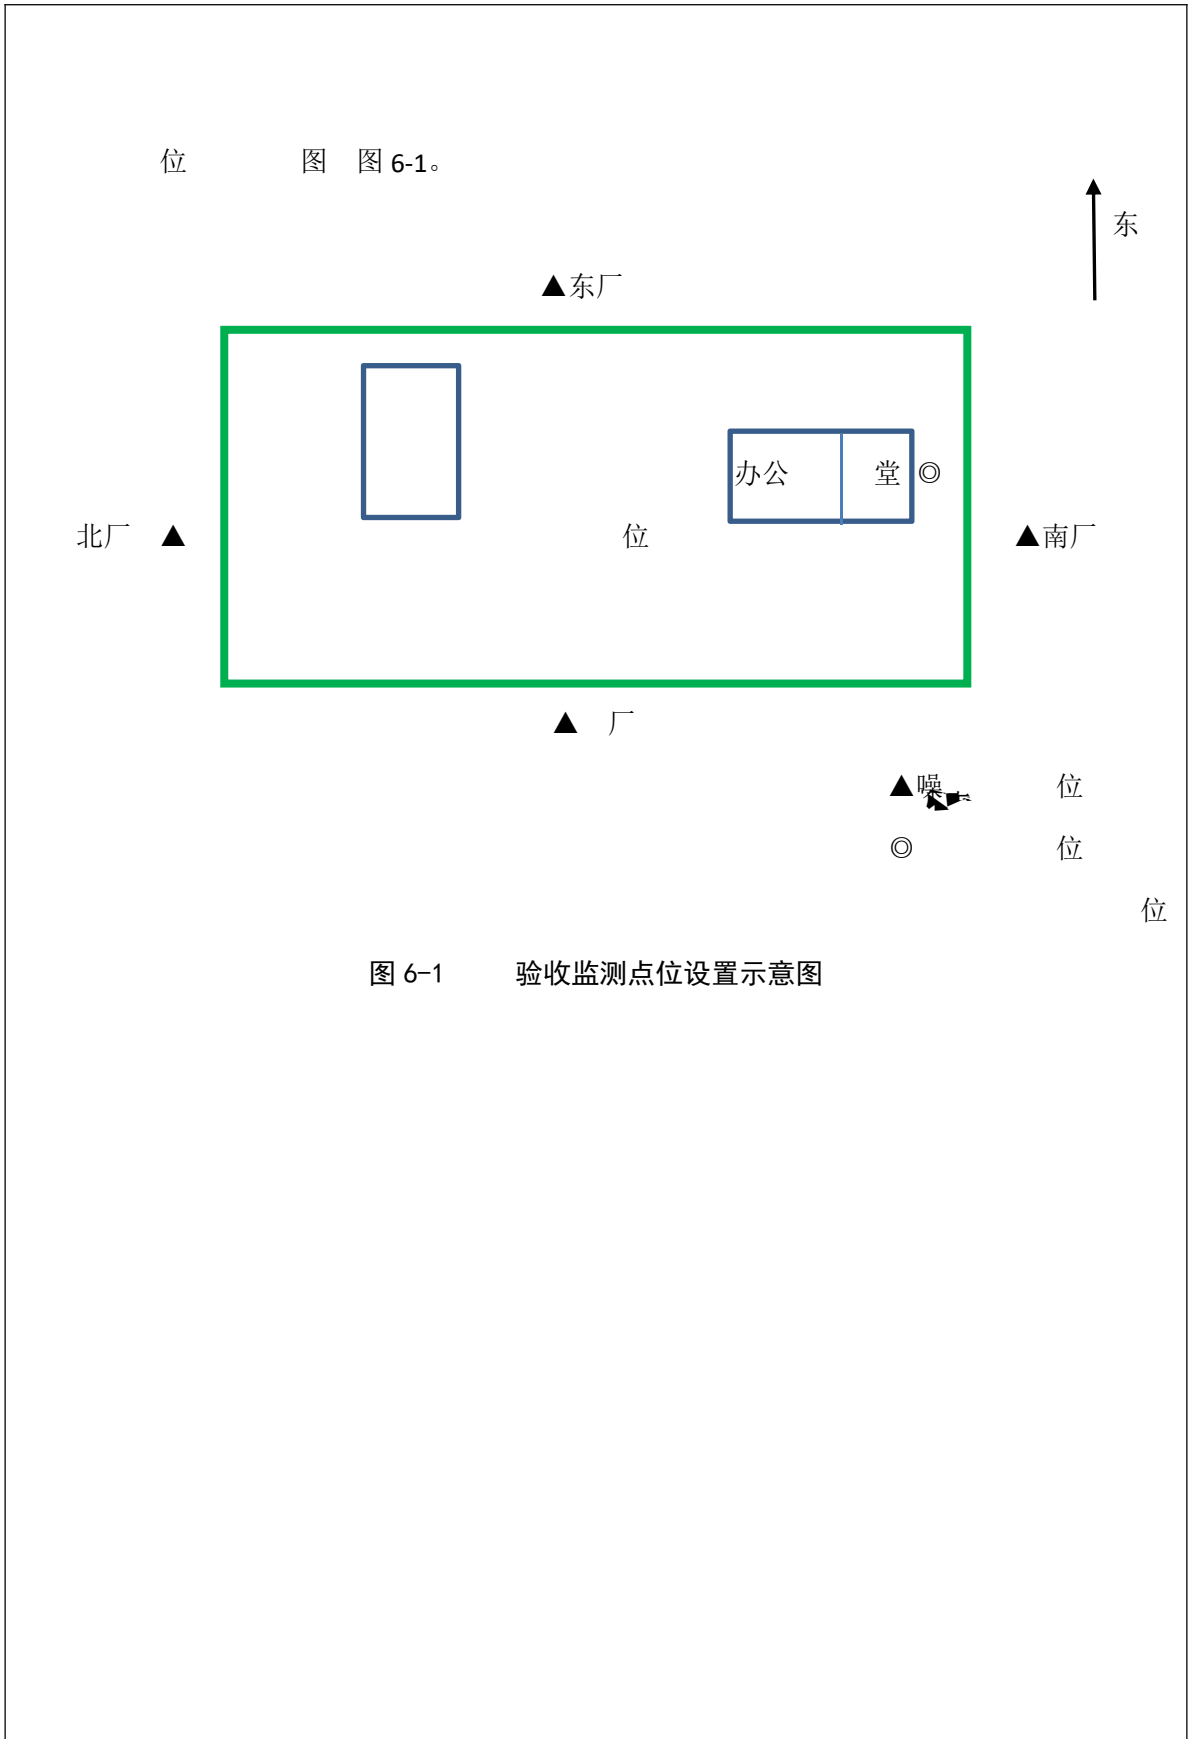 位 图 图 6-1。
东
▲东厂
办公 堂 ◎
北厂 ▲ 位 ▲南厂
▲ 厂
▲噪 位
◎ 位
位
图 6-1 验收监测点位设置示意图